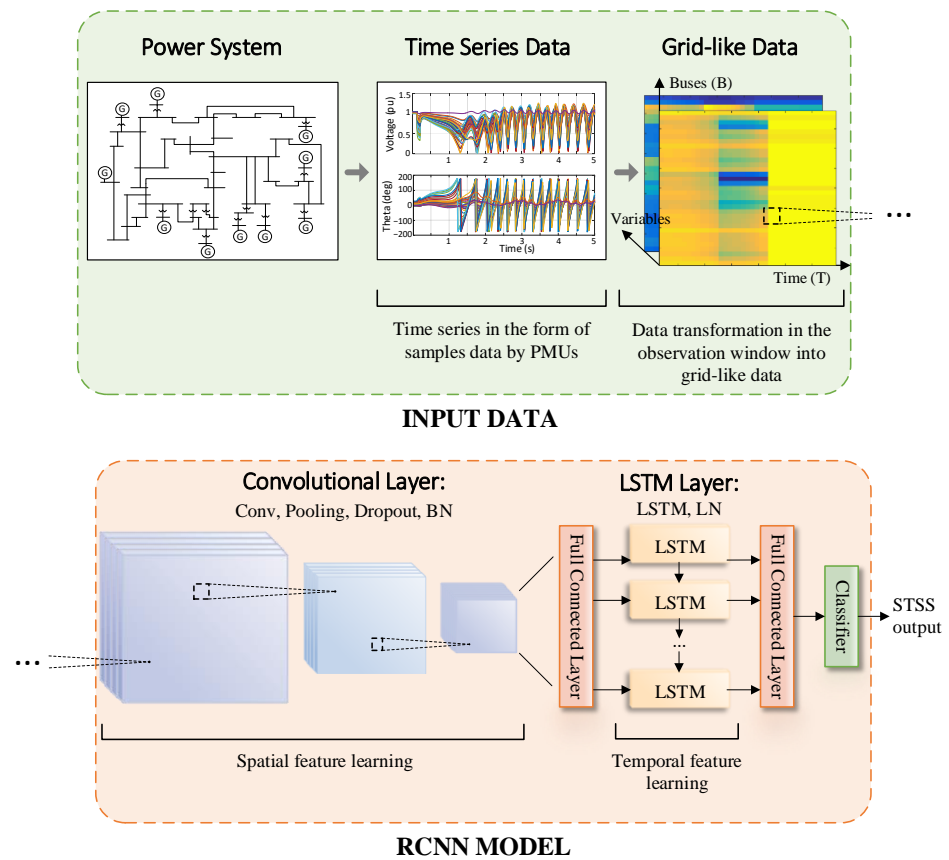 Power System
Time Series Data
Grid-like Data
G
G
G
G
G
G
G
G
G
G
Voltage (pu)
1.5
1
0.5
0
1
2
3
4
5
Theta (deg)
200
100
0
-100
−200
1
2
3
4
5
Time (s)
Buses (B)
Variables
Time (T)
...
Time series in the form of
samples data by PMUs
Data transformation in the
observation window into
grid-like data
INPUT DATA
Convolutional Layer:
Conv, Pooling, Dropout, BN
LSTM Layer:
LSTM, LN
...
Full Connected Layer
LSTM
LSTM
...
LSTM
Full Connected Layer
Classifier
STSS
output
Spatial feature learning
Temporal feature
learning
RCNN MODEL